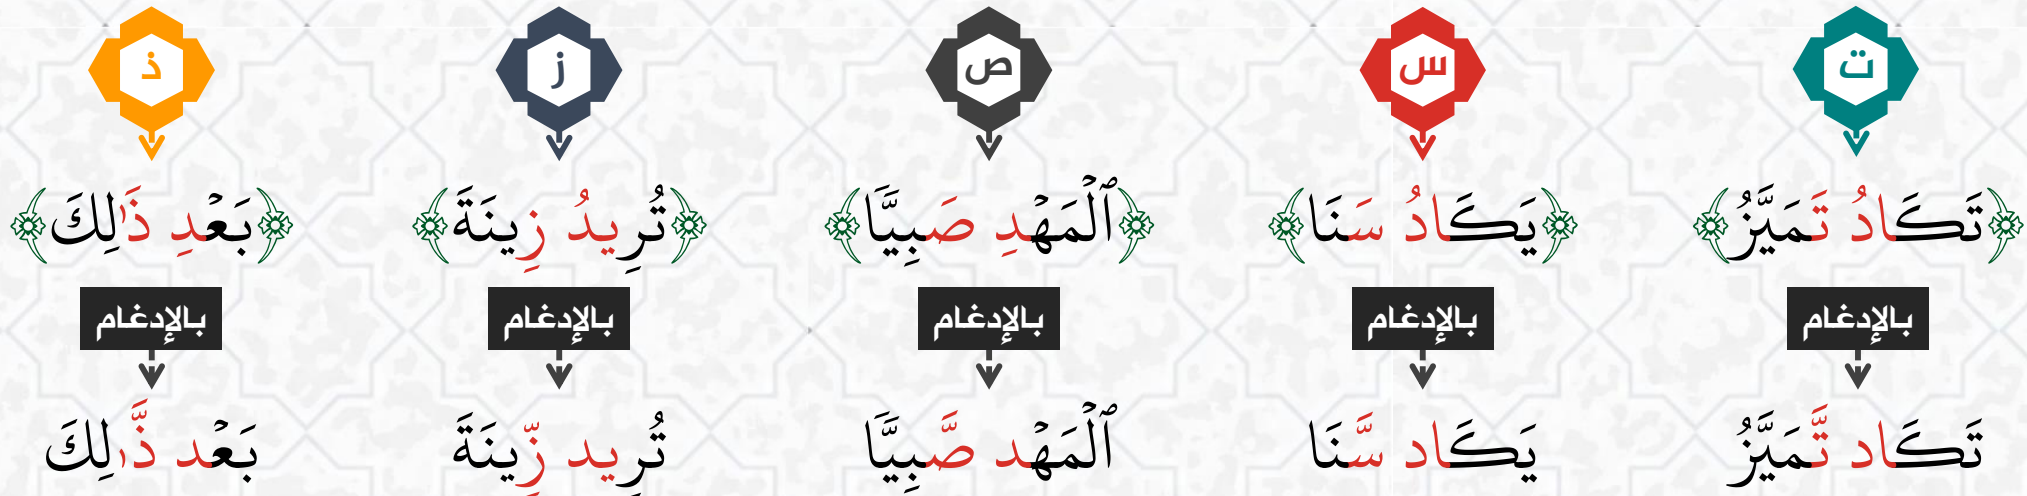 ت س ص ز ذ
﴿تَكَادُ تَمَيَّزُ﴾ ﴿يَكَادُ سَنَا﴾ ﴿ٱلْمَهْدِ صَبِيًّا﴾ ﴿تُرِيدُ زِينَةَ﴾ ﴿بَعْدِ ذَٰلِكَ﴾
بالإدغام بالإدغام بالإدغام بالإدغام بالإدغام
تَكَاد تَّمَيَّزُ يَكَاد سَّنَا ٱلْمَهْد صَّبِيًّا تُرِيد زِّينَةَ بَعْد ذَّٰلِكَ